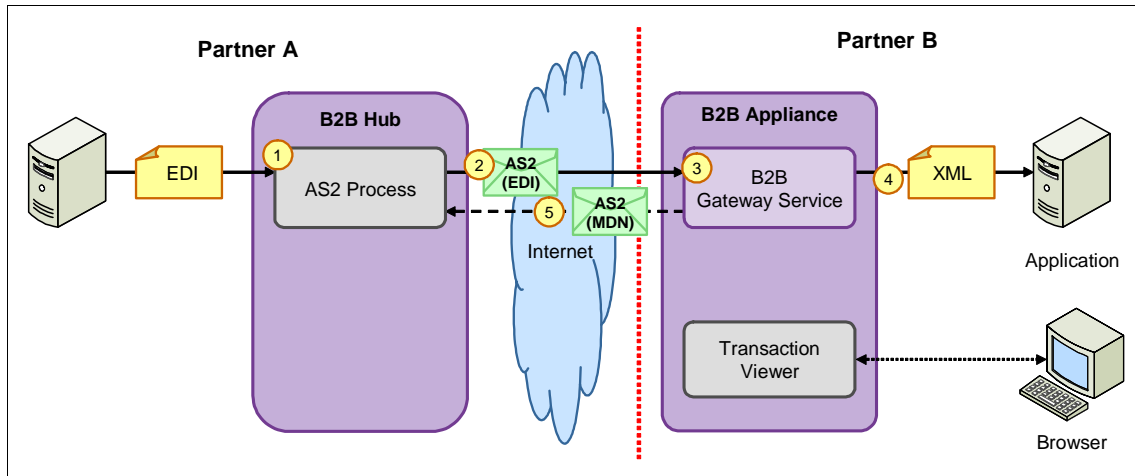 Partner A
Partner B
B2B Hub
B2B Appliance
EDI
1
AS2 Process
2
AS2
(EDI)
3
B2B
Gateway Service
4
XML
5
AS2
(MDN)
Internet
Application
Transaction
Viewer
Browser